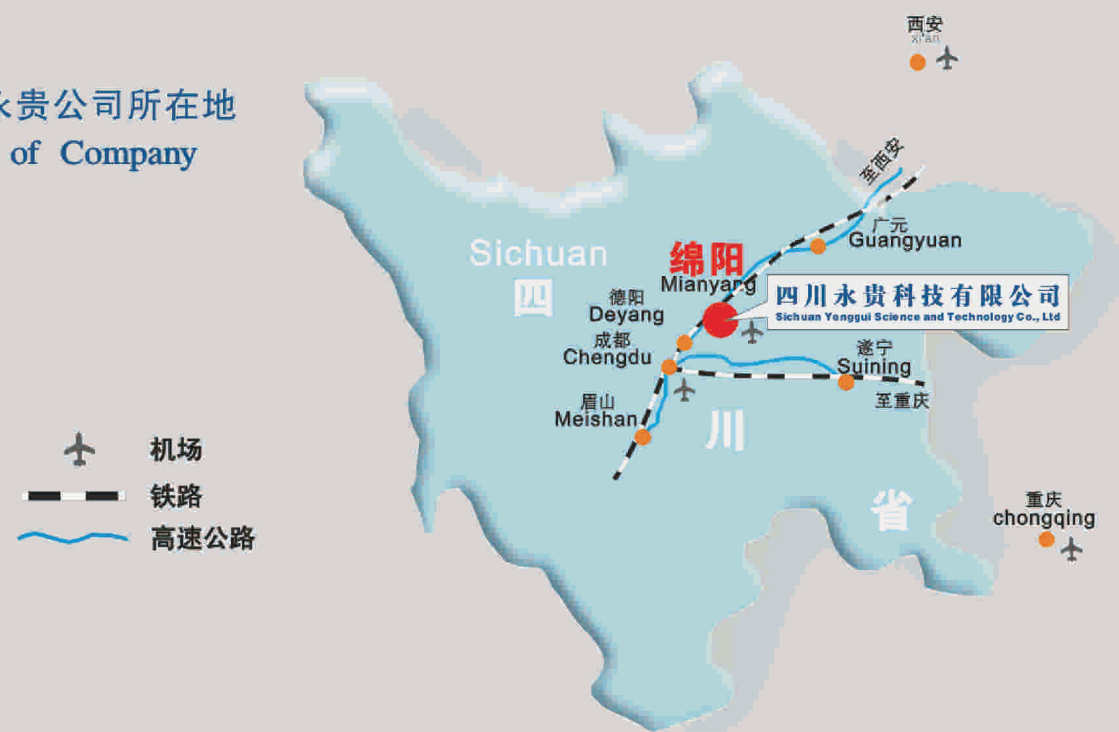 西安
xi'an
永贵公司所在地
of Company
至西安
广元
Guangyuan
Sichuan
四
绵阳
Mianyang
四川永贵科技有限公司
Sichuan Yonggui Science and Technology Co., Ltd
德阳
Deyang
成都
Chengdu
遂宁
Suining
至重庆
眉山
Meishan
川
机场
铁路
高速公路
省
重庆
chongqing